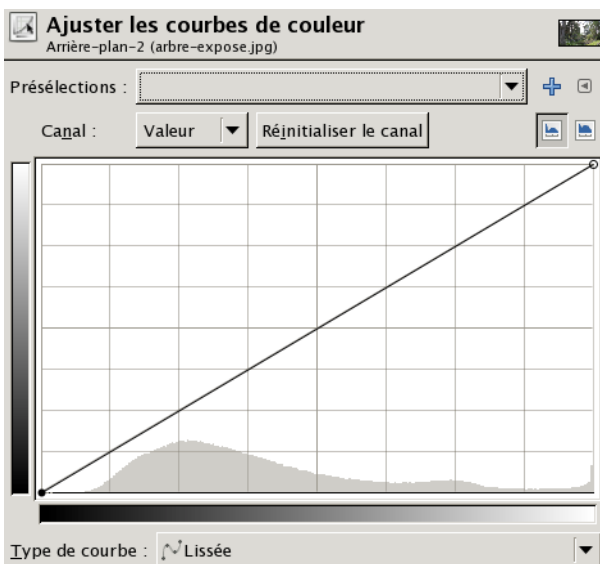 Ajuster les courbes de couleur
Arrière-plan-2 (arbre-expose.jpg)
Présélections :
Canal : Valeur Réinitialiser le canal
Type de courbe : Lissée